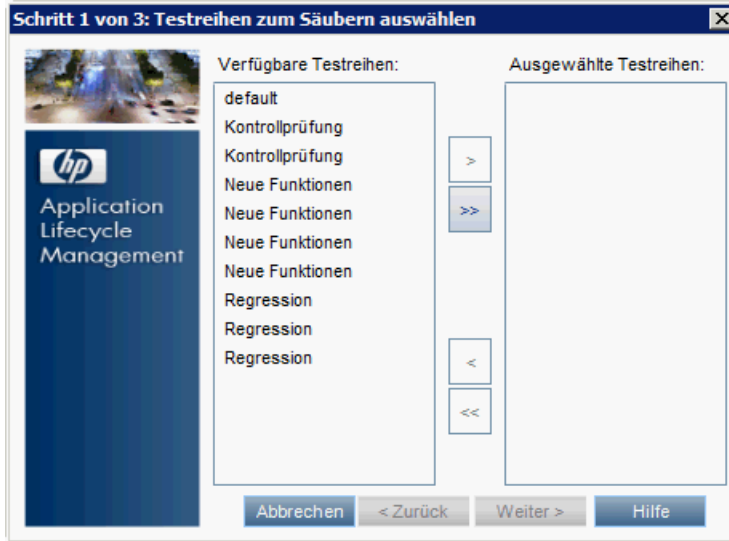 Schritt 1 von 3: Testreihen zum Säubern auswählen
Verfügbare Testreihen:
Ausgewählte Testreihen:
default
Kontrollprüfung
Kontrollprüfung
Neue Funktionen
Neue Funktionen
Neue Funktionen
Neue Funktionen
Regression
Regression
Regression
hp
Application
Lifecycle
Management
>
>>
<
<<
Abbrechen
< Zurück
Weiter >
Hilfe